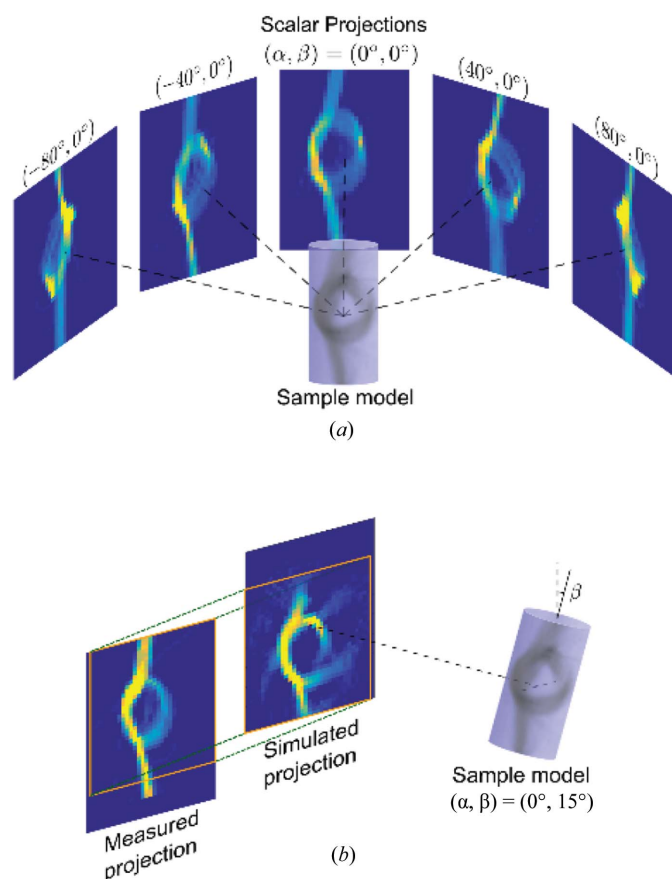 Scalar Projections
(α, β) = (0°, 0°)
(−40°, 0°)
(40°, 0°)
(−80°, 0°)
(80°, 0°)
Sample model
(a)
β
Simulated
projection
Sample model
(α, β) = (0°, 15°)
Measured
projection
(b)